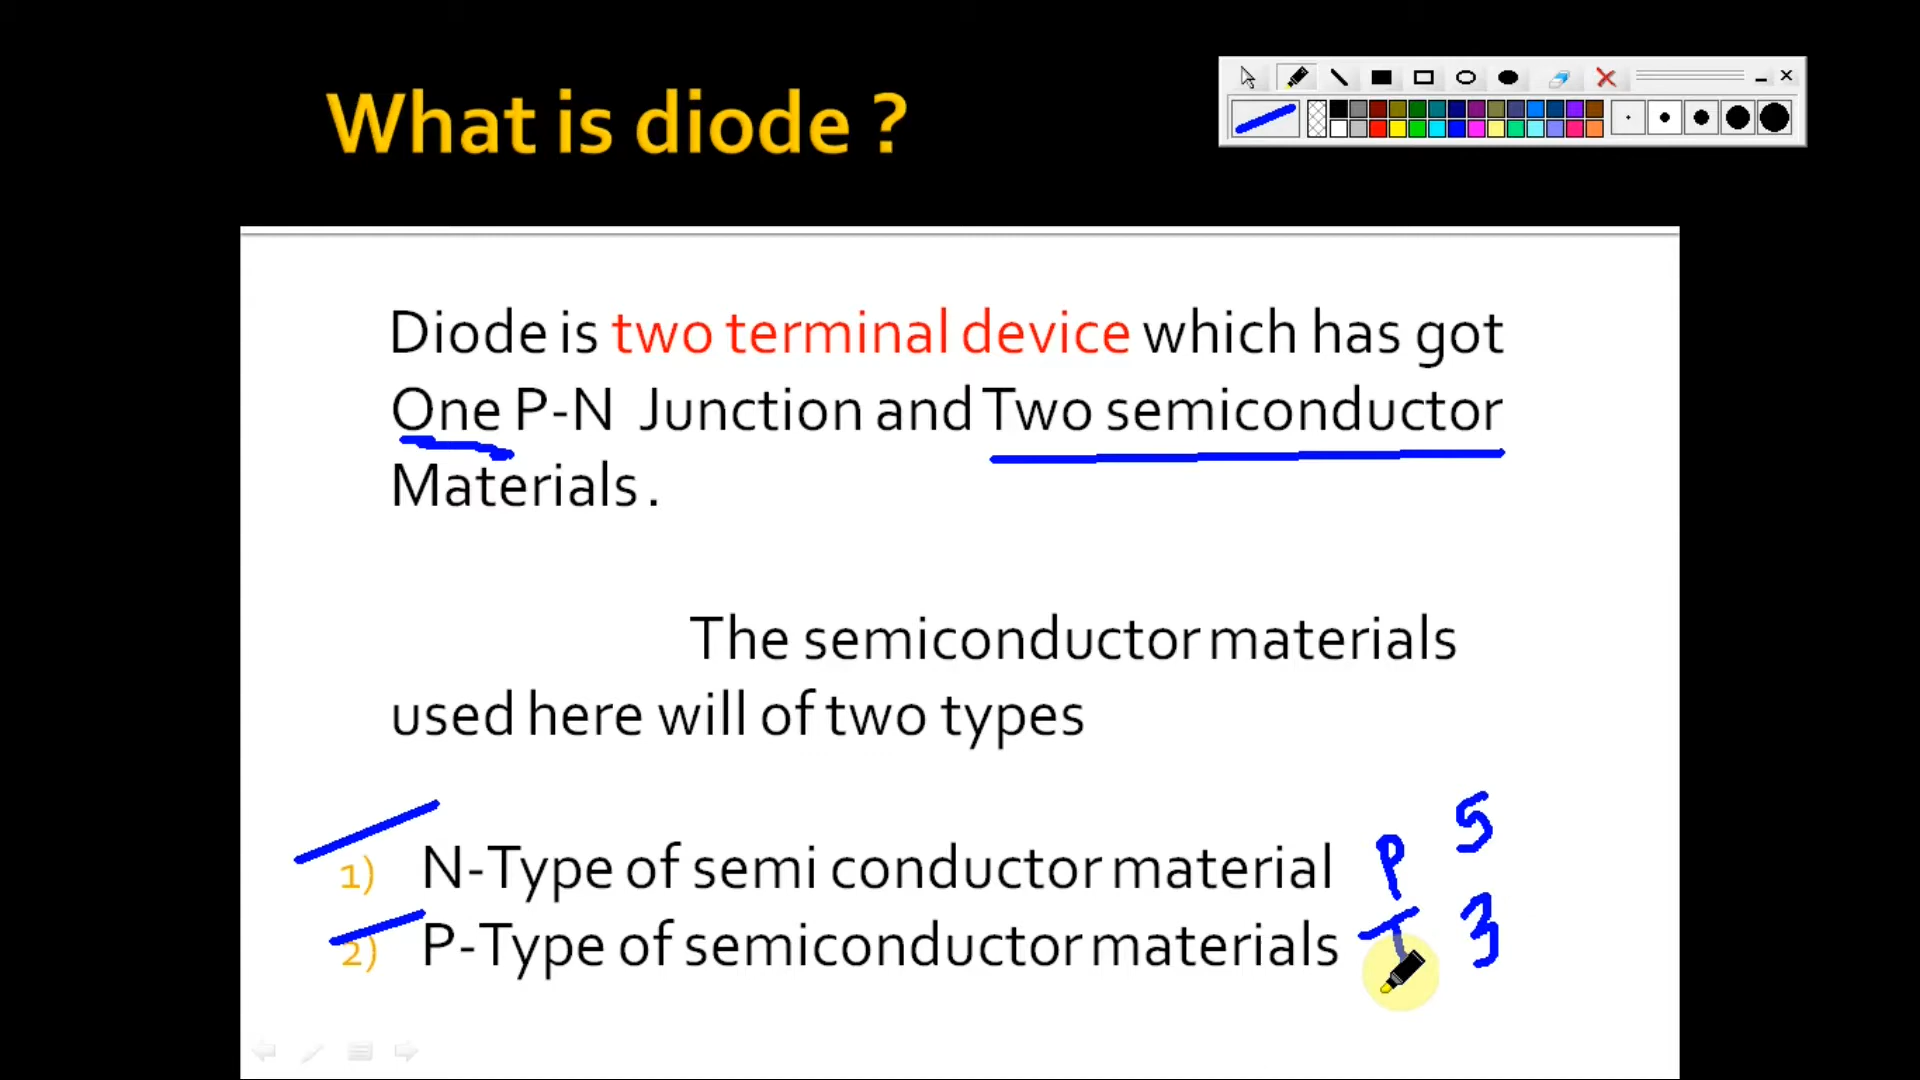 What is diode ?
Diode is two terminal device which has got
One P-N Junction and Two semiconductor
Materials .
The semiconductor materials
used here will of two types
5
1) N-Type of semi conductor material P
2) P-Type of semiconductor materials T 3